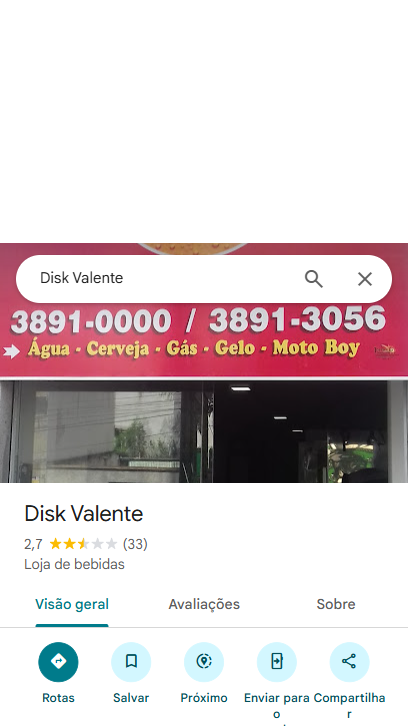 Disk Valente
3891-0000 / 3891-3056
Água - Cerveja - Gás - Gelo - Moto Boy
Disk Valente
2,7 (33)
Loja de bebidas
Visão geral Avaliações Sobre
Rotas Salvar Próximo Enviar para o Compartilhar